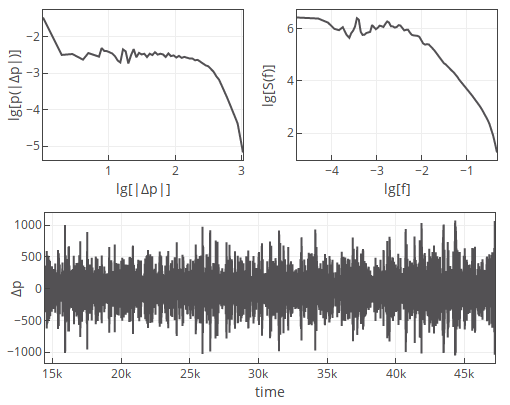 −2
−3
−4
−5
1
2
3
lg[p(|Δp|)]
lg[|Δp|]
6
4
2
−4
−3
−2
−1
lg[S(f)]
lg[f]
1000
500
0
−500
−1000
Δp
15k
20k
25k
30k
35k
40k
45k
time